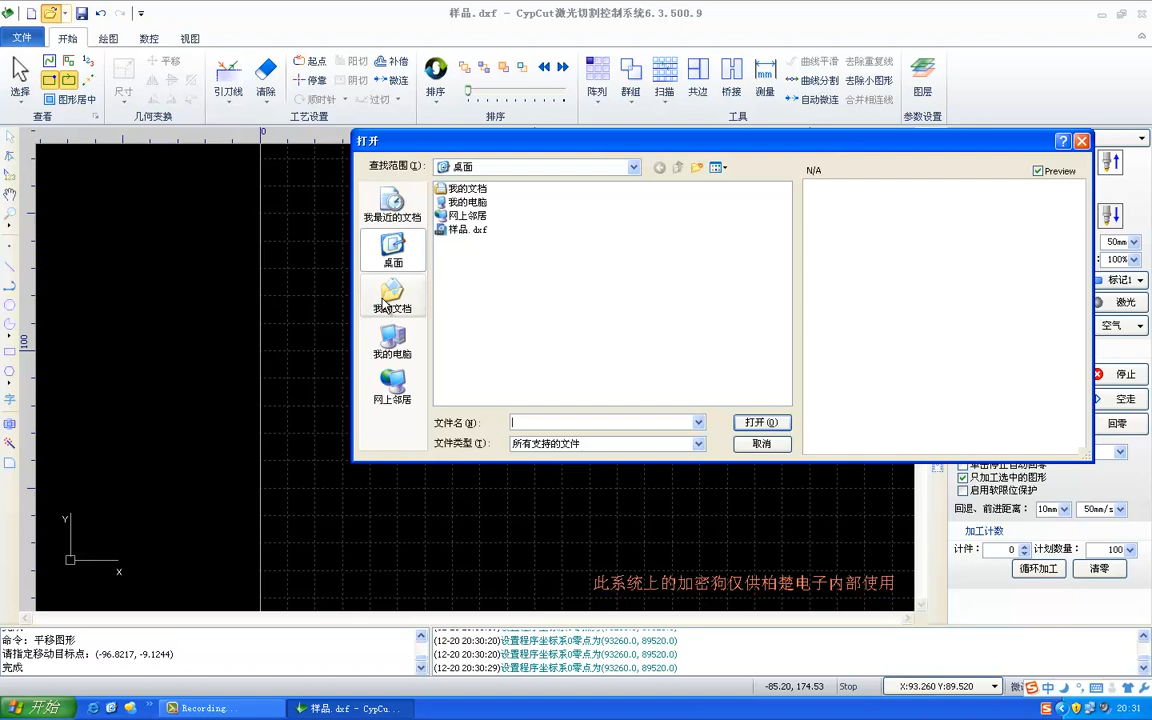 样品.dxf - CypCut激光切割控制系统6.3.500.9
文件 开始 绘图 数控 视图
选择
图形居中
查看
尺寸
平移
几何变换
引刀线
清除
起点 阳切 补偿
停靠 阴切 微连
顺时针 过切
工艺设置
排序
排序
阵列
群组
扫描
共边
桥接
测量
曲线平滑 去除重复线
曲线分割 去除小图形
自动微连 合并相连线
工具
图层
参数设置
0
100
打开
查找范围(I): 桌面
N/A
Preview
我最近的文档
桌面
我的文档
我的电脑
网上邻居
我的文档
我的电脑
网上邻居
样品.dxf
文件名(N):
打开(O)
文件类型(T): 所有支持的文件
取消
50mm
100%
标记1
激光
空气
停止
空走
回零
只加工选中的图形
启用软限位保护
回退、前进距离: 10mm 50mm/s
加工计数
计件: 0 计划数量: 100
循环加工 清零
Y
X
此系统上的加密狗仅供柏楚电子内部使用
命令: 平移图形
请指定移动目标点: (-96.8217, -9.1244)
完成
(12-20 20:30:20)设置程序坐标系0零点为(93260.0, 89520.0)
(12-20 20:30:20)设置程序坐标系0零点为(93260.0, 89520.0)
(12-20 20:30:29)设置程序坐标系0零点为(93260.0, 89520.0)
-85.20, 174.53 Stop X:93.260 Y:89.520 微 中
开始 Recording... 样品.dxf - CypCu... 20:31